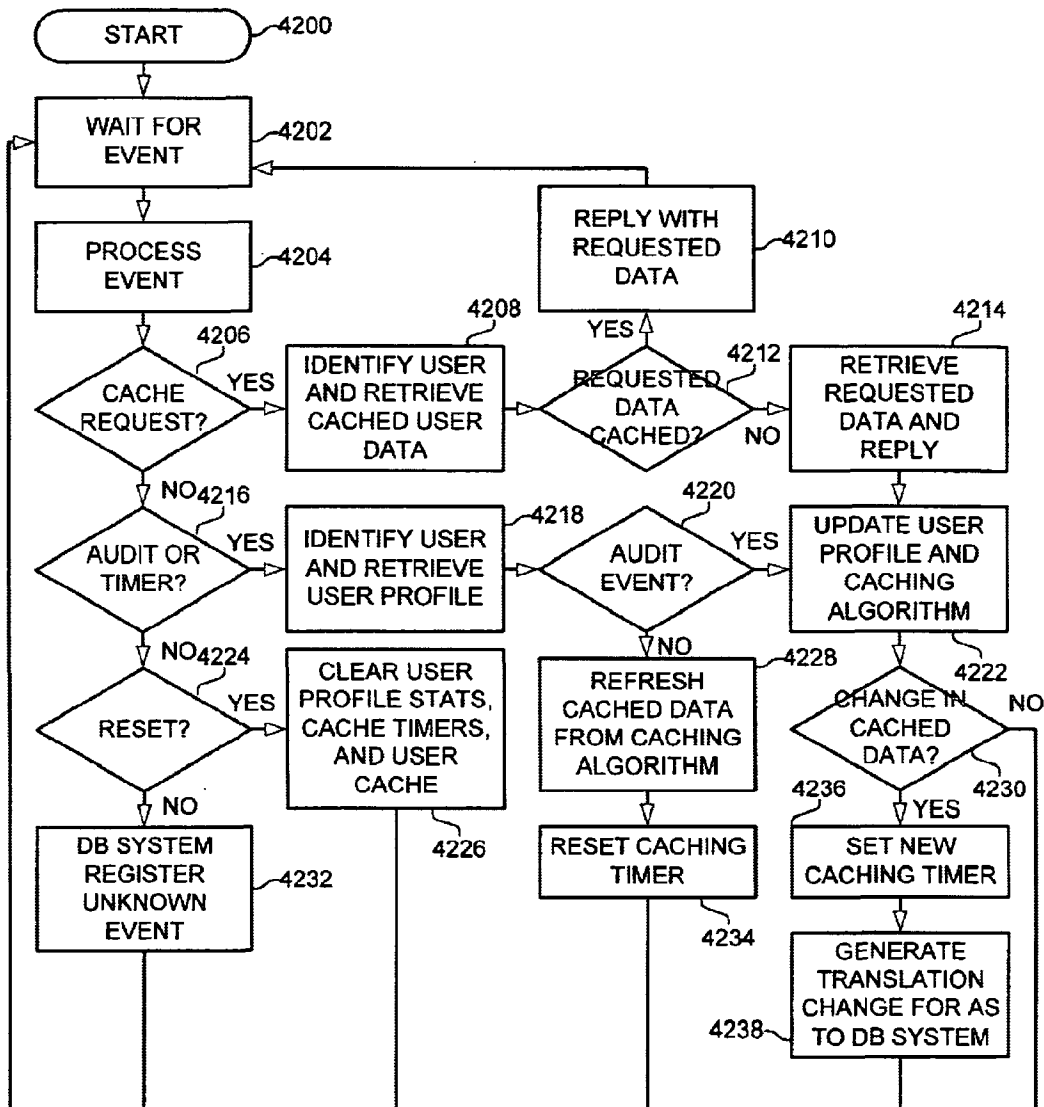 START
4200
WAIT FOR
EVENT
4202
PROCESS
EVENT
4204
REPLY WITH
REQUESTED
DATA
4210
4206
CACHE
REQUEST?
YES
4208
IDENTIFY USER
AND RETRIEVE
CACHED USER
DATA
YES
4212
REQUESTED
DATA
CACHED?
NO
4214
RETRIEVE
REQUESTED
DATA AND
REPLY
NO
4216
AUDIT OR
TIMER?
YES
4218
IDENTIFY USER
AND RETRIEVE
USER PROFILE
4220
AUDIT
EVENT?
YES
UPDATE USER
PROFILE AND
CACHING
ALGORITHM
4222
NO
4224
RESET?
YES
CLEAR USER
PROFILE STATS,
CACHE TIMERS,
AND USER
CACHE
4226
NO
4228
REFRESH
CACHED DATA
FROM CACHING
ALGORITHM
CHANGE IN
CACHED
DATA?
NO
4230
NO
DB SYSTEM
REGISTER
UNKNOWN
EVENT
4232
RESET CACHING
TIMER
4234
4236
YES
SET NEW
CACHING TIMER
GENERATE
TRANSLATION
CHANGE FOR AS
TO DB SYSTEM
4238